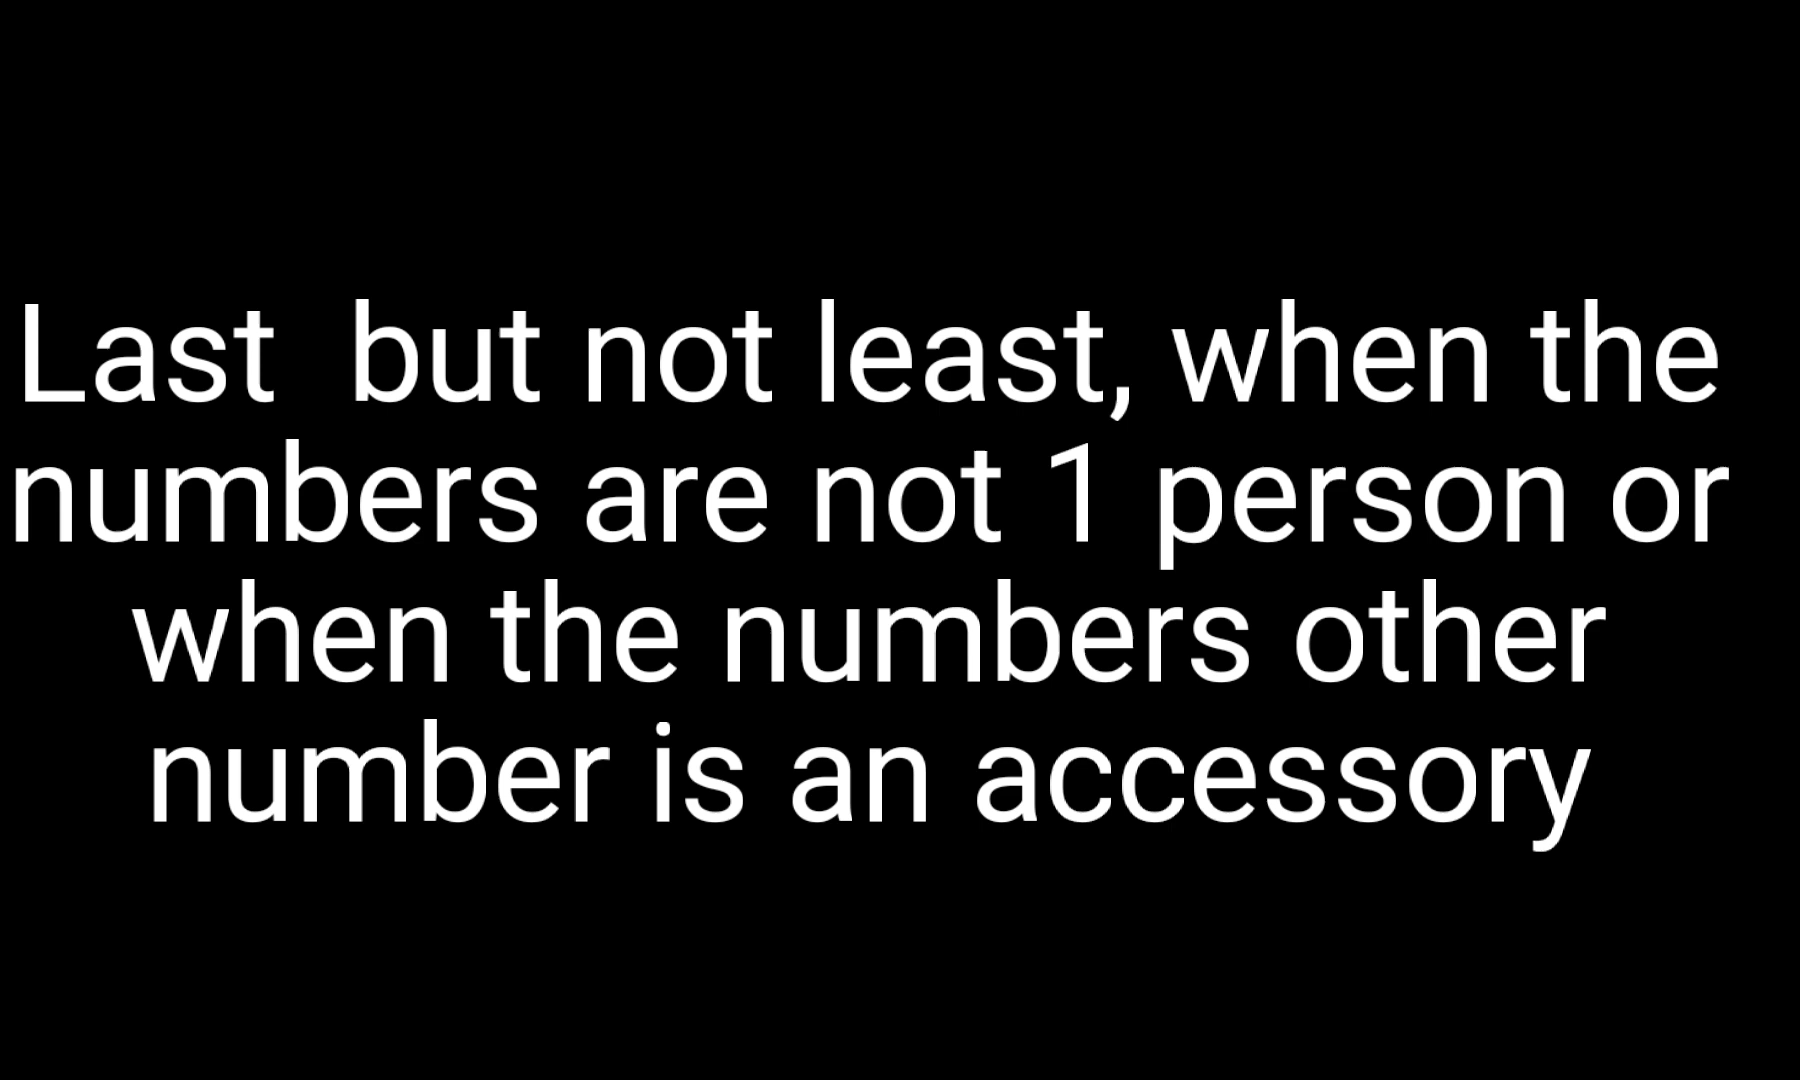 Last  but not least, when the
numbers are not 1 person or
when the numbers other
number is an accessory